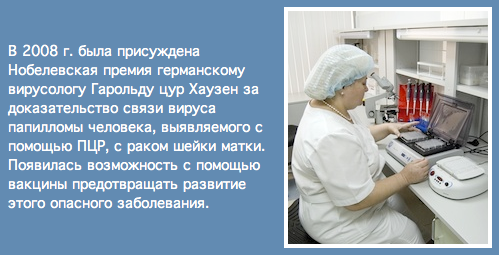 В 2008 г. была присуждена
Нобелевская премия германскому
вирусологу Гарольду цур Хаузен за
доказательство связи вируса
папилломы человека, выявляемого с
помощью ПЦР, с раком шейки матки.
Появилась возможность с помощью
вакцины предотвращать развитие
этого опасного заболевания.